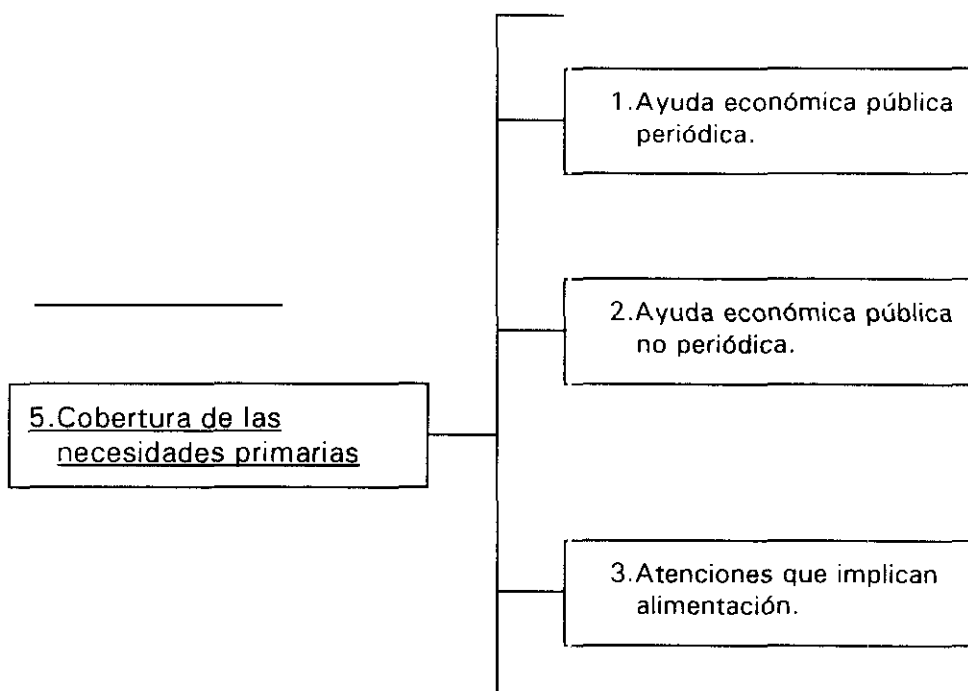 1.Ayuda económica pública
periódica.
2.Ayuda económica pública
no periódica.
5.Cobertura de las
necesidades primarias
3.Atenciones que implican
alimentación.